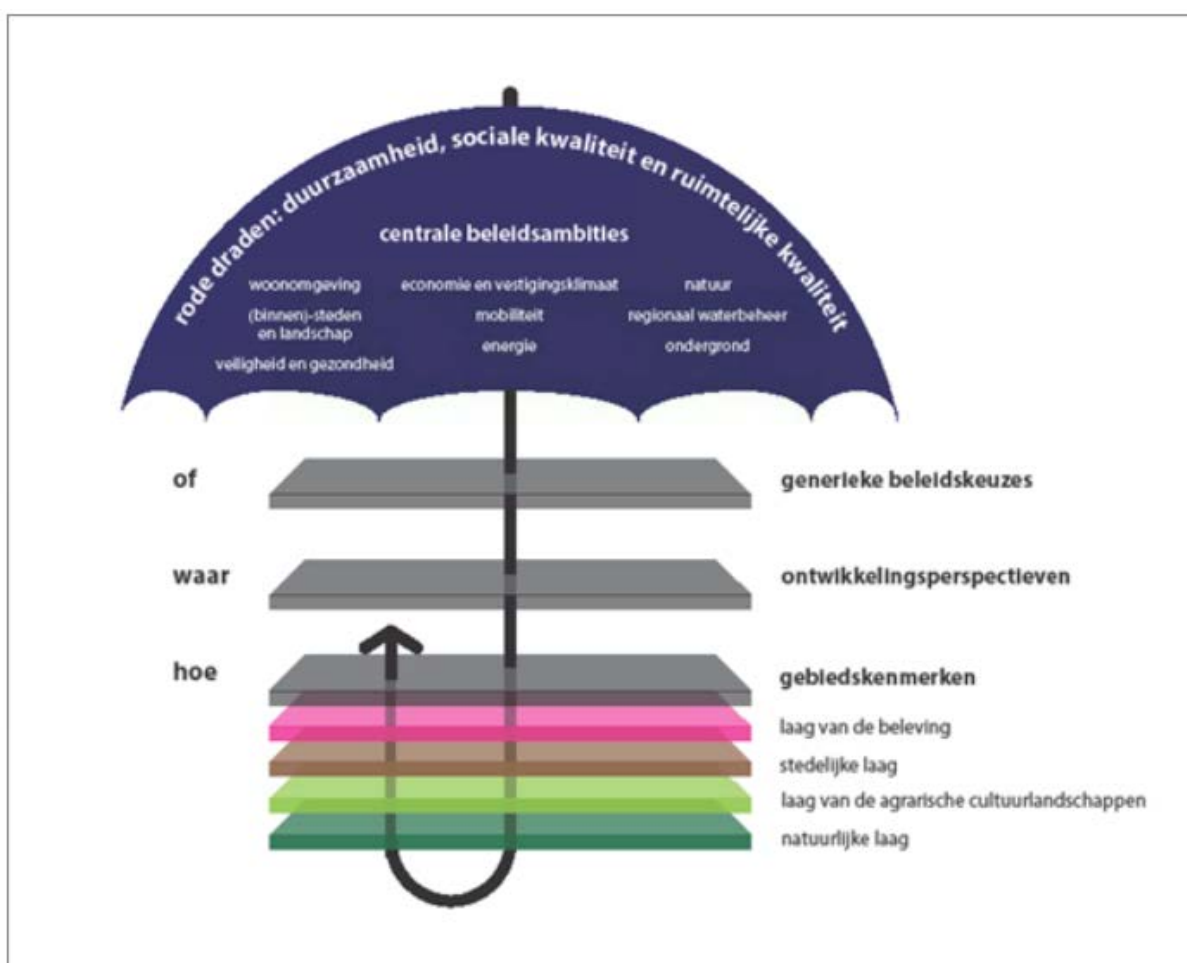 rode draden: duurzaamheid, sociale kwaliteit en ruimtelijke kwaliteit
centrale beleidsambities
woonomgeving
(binnen)-steden
en landschap
veiligheid en gezondheid
economie en vestigingsklimaat
mobiliteit
energie
natuur
regionaal waterbeheer
ondergrond
of
generieke beleidskeuzes
waar
ontwikkelingsperspectieven
hoe
gebiedskenmerken
laag van de beleving
stedelijke laag
laag van de agrarische cultuurlandschappen
natuurlijke laag